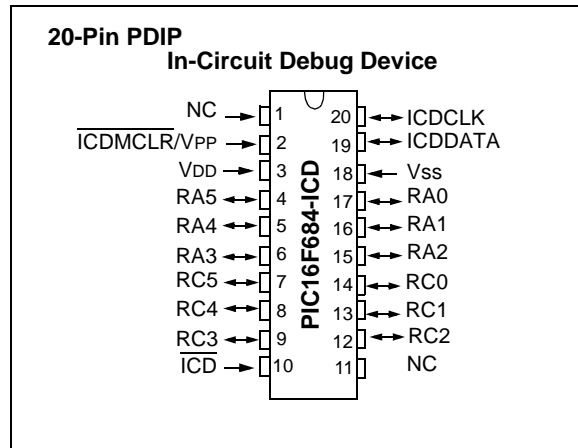 20-Pin PDIP
In-Circuit Debug Device
NC 1 20 ICDCLK
ICDMCLR/VPP 2 19 ICDDATA
VDD 3 18 Vss
RA5 4 17 RA0
RA4 5 16 RA1
RA3 6 15 RA2
RC5 7 14 RC0
RC4 8 13 RC1
RC3 9 12 RC2
ICD 10 11 NC
PIC16F684-ICD